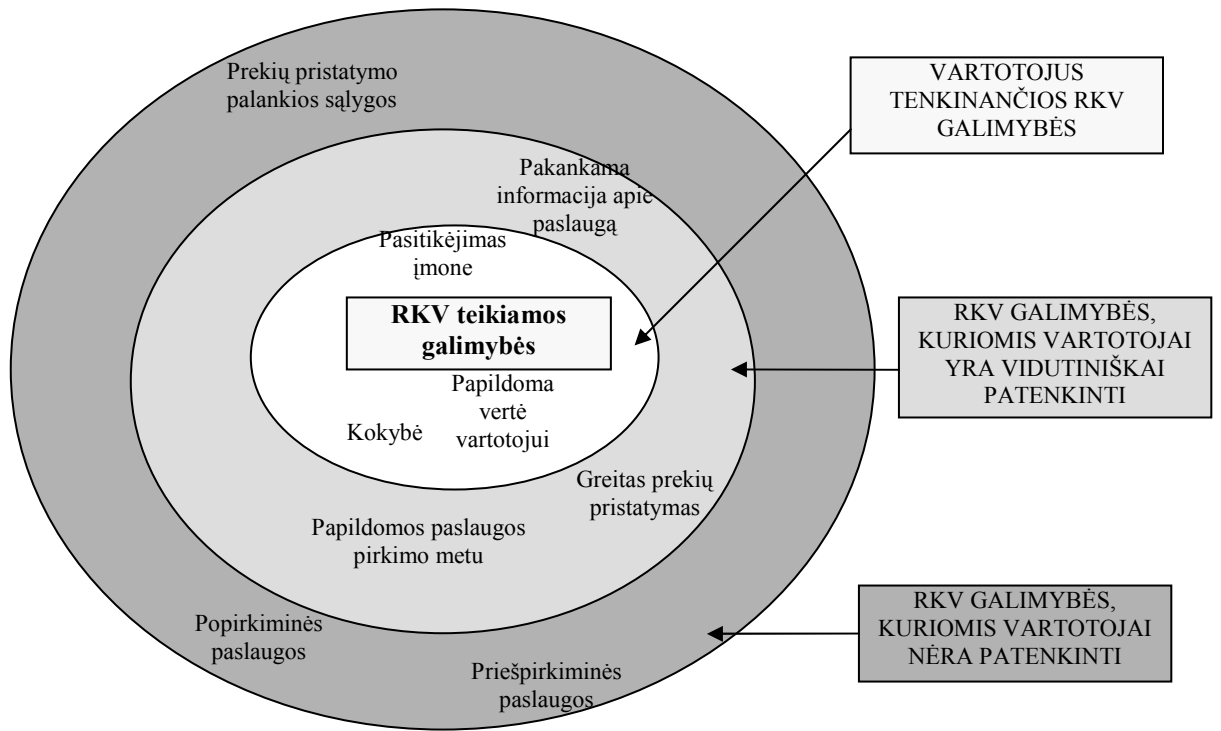 Prekių pristatymo
palankios sąlygos
VARTOTOJUS
TENKINANČIOS RKV
GALIMYBĖS
Pakankama
informacija apie
paslaugą
Pasitikėjimas
įmone
RKV teikiamos
galimybės
RKV GALIMYBĖS,
KURIOMIS VARTOTOJAI
YRA VIDUTINIŠKAI
PATENKINTI
Papildoma
vertė
vartotojui
Kokybė
Greitas prekių
pristatymas
Papildomos paslaugos
pirkimo metu
RKV GALIMYBĖS,
KURIOMIS VARTOTOJAI
NĖRA PATENKINTI
Popirkiminės
paslaugos
Priešpirkiminės
paslaugos